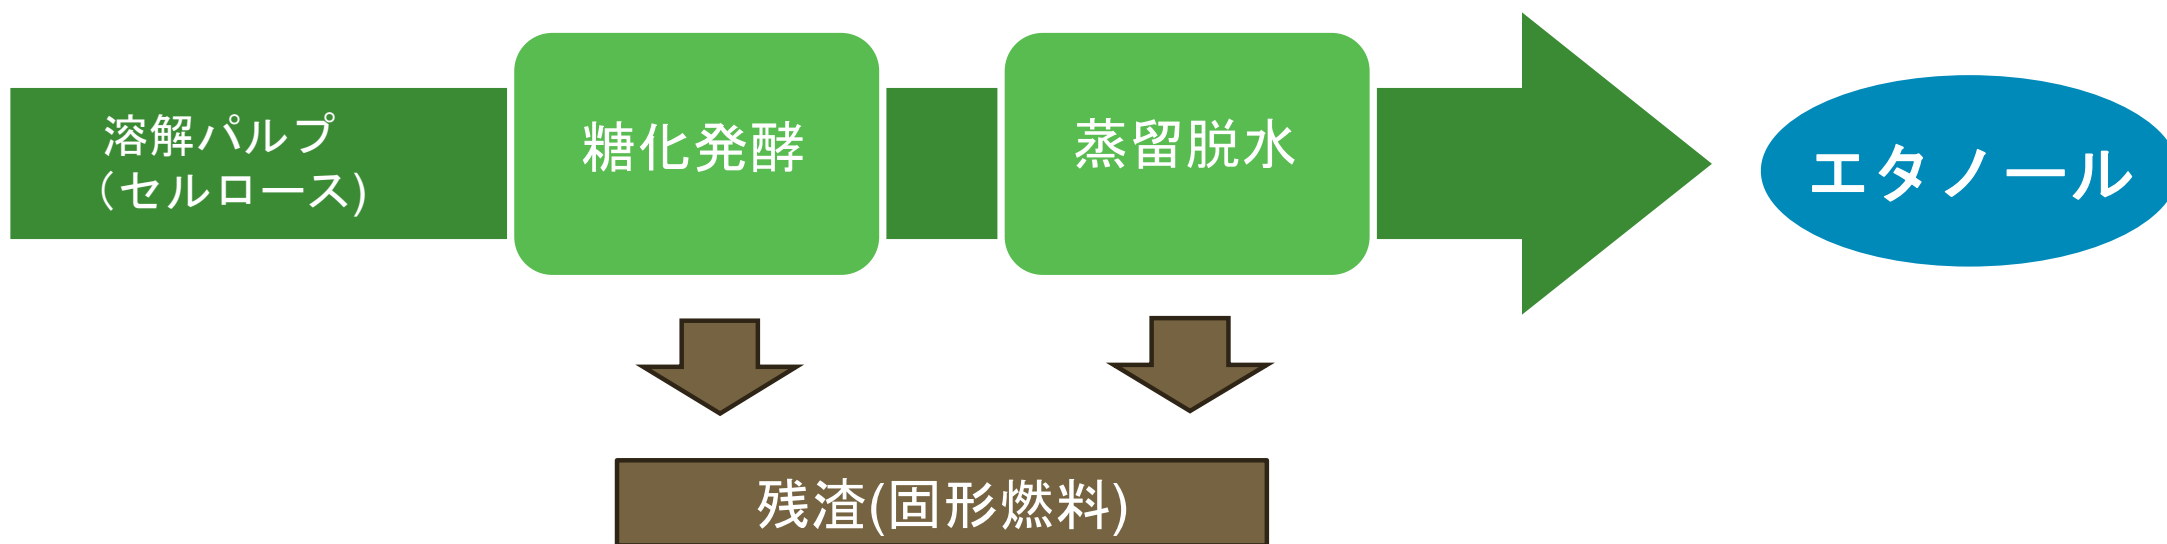 溶解パルプ
（セルロース)
糖化発酵
蒸留脱水
エタノール
残渣(固形燃料)